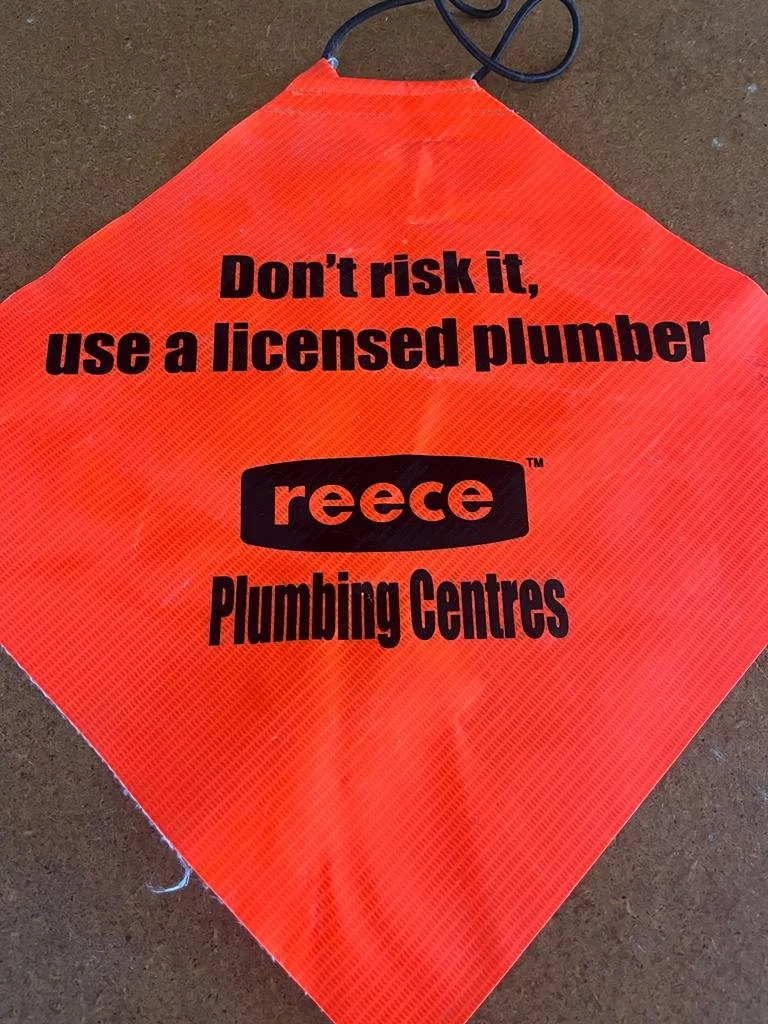 Don't risk it,
use a licensed plumber
reece™
Plumbing Centres